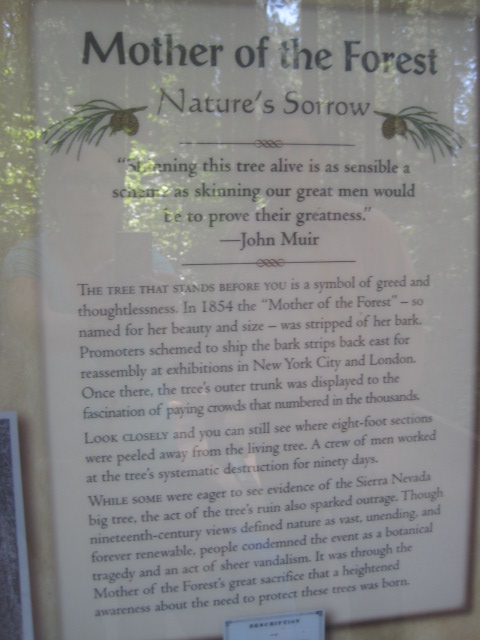 Mother of the Forest
Nature's Sorrow
"Skinning this tree alive is as sensible a
scheme as skinning our great men would
be to prove their greatness."
—John Muir
THE TREE THAT STANDS BEFORE YOU is a symbol of greed and
thoughtlessness. In 1854 the "Mother of the Forest" – so
named for her beauty and size – was stripped of her bark.
Promoters schemed to ship the bark strips back east for
reassembly at exhibitions in New York City and London.
Once there, the tree's outer trunk was displayed to the
fascination of paying crowds that numbered in the thousands.
LOOK CLOSELY and you can still see where eight-foot sections
were peeled away from the living tree. A crew of men worked
at the tree's systematic destruction for ninety days.
WHILE SOME were eager to see evidence of the Sierra Nevada
big tree, the act of the tree's ruin also sparked outrage. Though
nineteenth-century views defined nature as vast, unending, and
forever renewable, people condemned the event as a botanical
tragedy and an act of sheer vandalism. It was through the
Mother of the Forest's great sacrifice that a heightened
awareness about the need to protect these trees was born.
DESCRIPTION